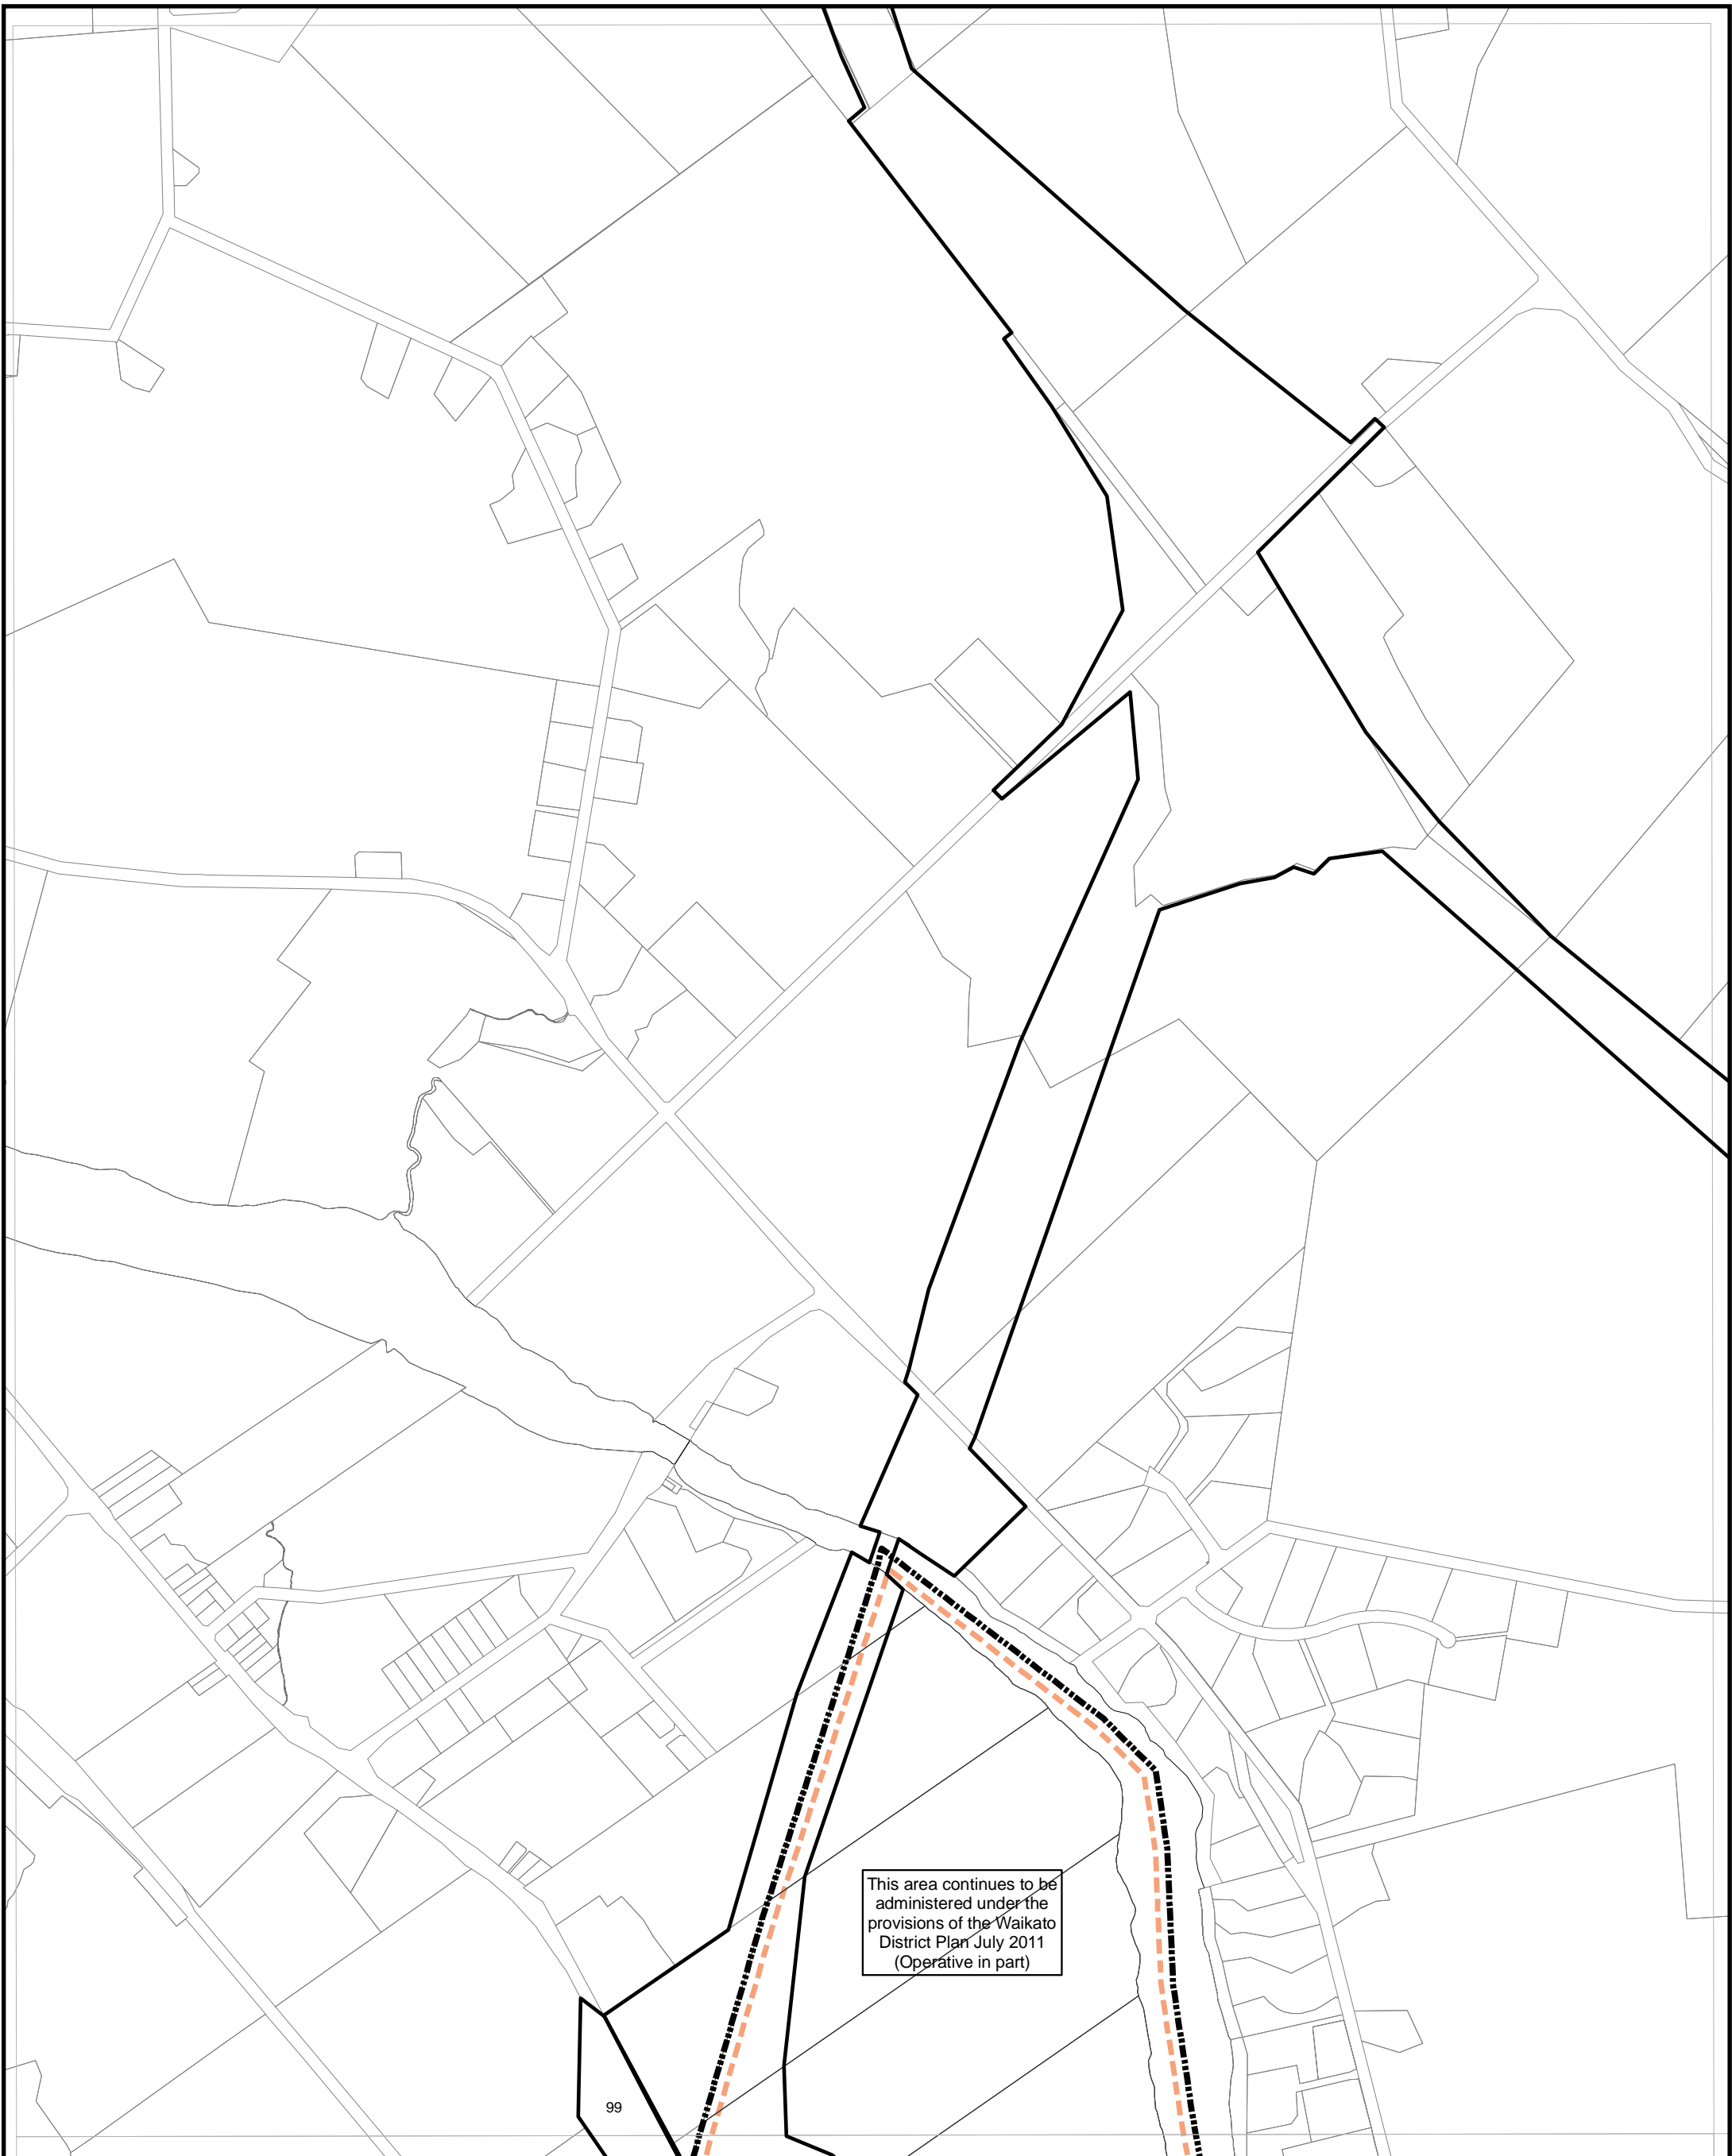 This area continues to be
administered under the
provisions of the Waikato
District Plan July 2011
(Operative in part)
99